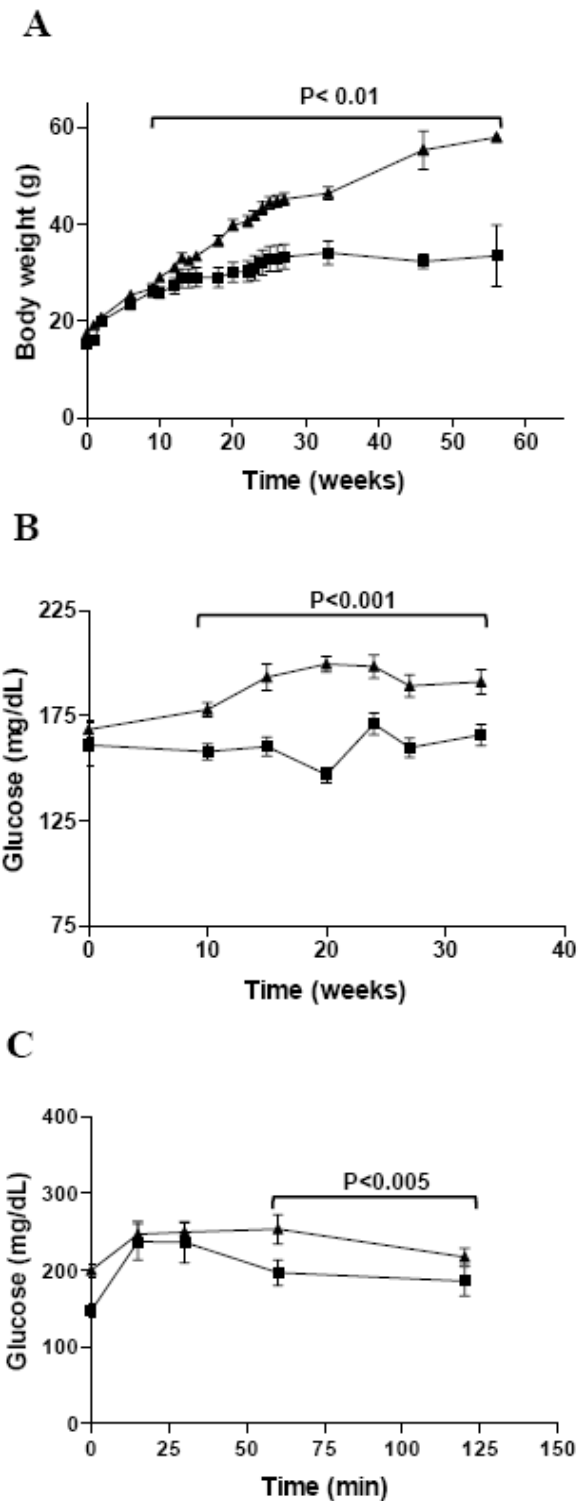 A
P< 0.01
60
40
20
0
Body weight (g)
0 10 20 30 40 50 60
Time (weeks)
B
P<0.001
225
175
125
75
Glucose (mg/dL)
0 10 20 30 40
Time (weeks)
C
400
P<0.005
300
200
100
0
Glucose (mg/dL)
0 25 50 75 100 125 150
Time (min)